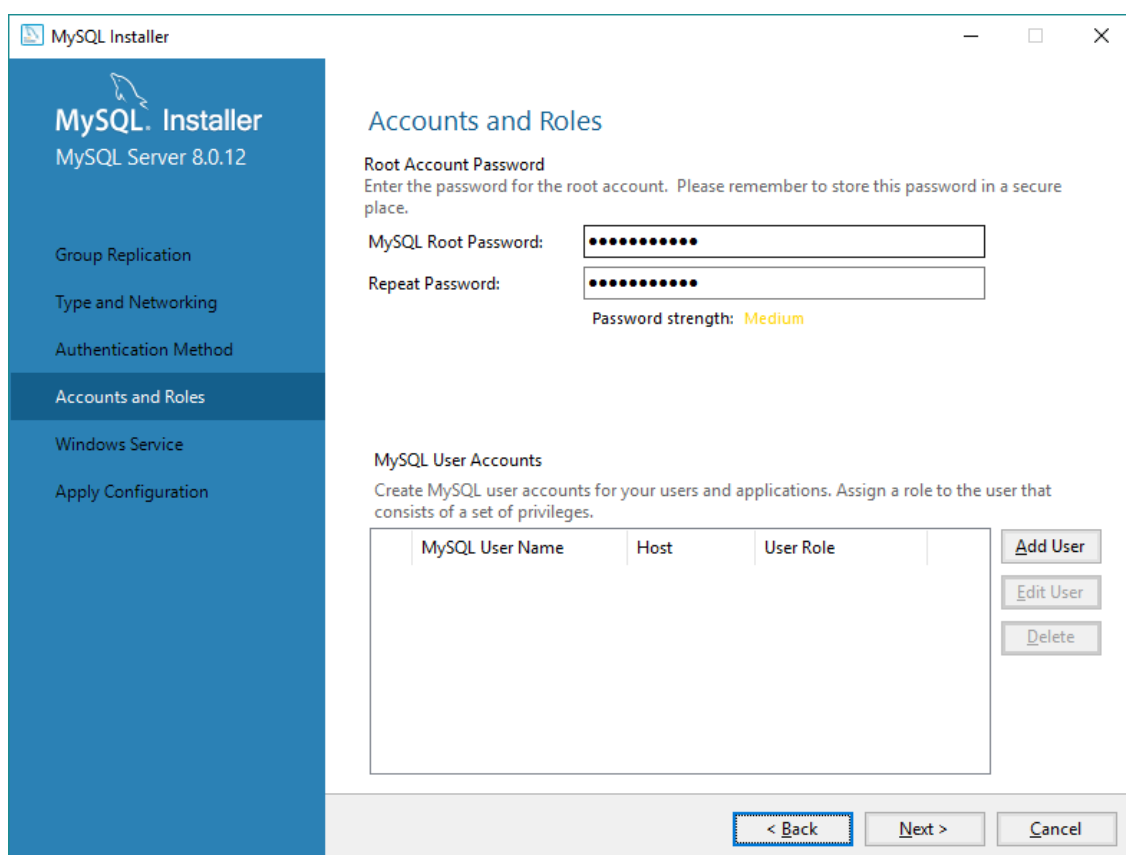 MySQL Installer
MySQL. Installer
MySQL Server 8.0.12
Group Replication
Type and Networking
Authentication Method
Accounts and Roles
Windows Service
Apply Configuration
Accounts and Roles
Root Account Password
Enter the password for the root account.  Please remember to store this password in a secure
place.
MySQL Root Password: ●●●●●●●●●●●
Repeat Password: ●●●●●●●●●●●
Password strength: Medium
MySQL User Accounts
Create MySQL user accounts for your users and applications. Assign a role to the user that
consists of a set of privileges.
MySQL User Name Host User Role
Add User
Edit User
Delete
< Back Next > Cancel